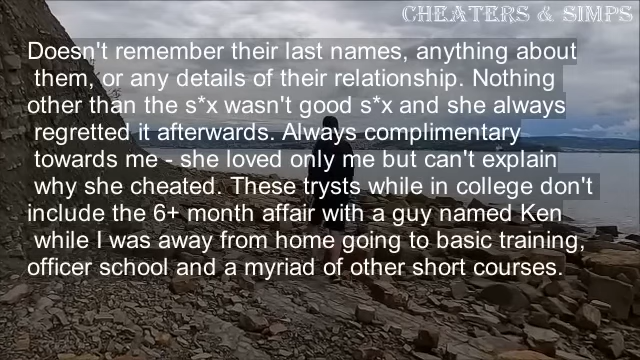 CHEATERS & SIMPS
Doesn't remember their last names, anything about
them, or any details of their relationship. Nothing
other than the s*x wasn't good s*x and she always
regretted it afterwards. Always complimentary
towards me - she loved only me but can't explain
why she cheated. These trysts while in college don't
include the 6+ month affair with a guy named Ken
while I was away from home going to basic training,
officer school and a myriad of other short courses.